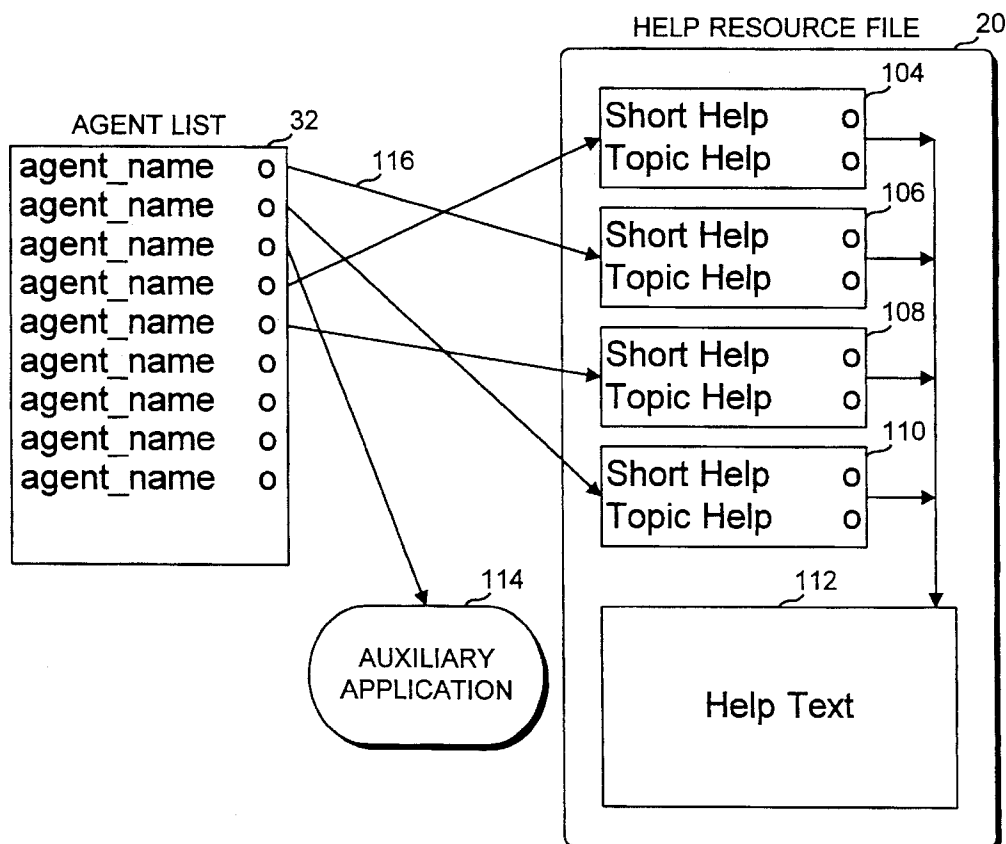 HELP RESOURCE FILE
20
AGENT LIST
32
agent_name o
agent_name o
agent_name o
agent_name o
agent_name o
agent_name o
agent_name o
agent_name o
agent_name o
116
104
Short Help o
Topic Help o
106
Short Help o
Topic Help o
108
Short Help o
Topic Help o
110
Short Help o
Topic Help o
114
AUXILIARY
APPLICATION
112
Help Text